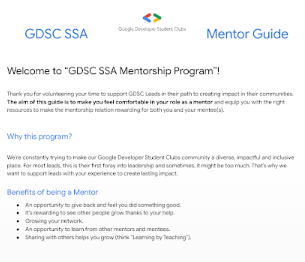 GDSC SSA
Google Developer Student Clubs
Mentor Guide
Welcome to “GDSC SSA Mentorship Program”!
Thank you for volunteering your time to support GDSC Leads in their path to creating impact in their communities.
The aim of this guide is to make you feel comfortable in your role as a mentor and equip you with the right
resources to make the mentorship relation rewarding for both you and your mentee(s).
Why this program?
We're constantly trying to make our Google Developer Student Clubs community a diverse, impactful and inclusive
place. For most leads, this is their first foray into leadership and sometimes, it might be too much. That's why we
want to support leads with your experience to create lasting impact.
Benefits of being a Mentor
• An opportunity to give back and feel you did something good.
• It's rewarding to see other people grow thanks to your help.
• Growing your network.
• An opportunity to learn from other mentors and mentees.
• Sharing with others helps you grow (think “Learning by Teaching”).